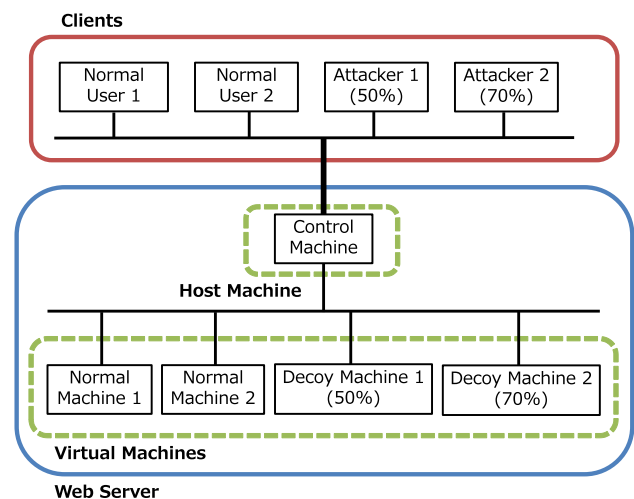 Clients
Normal
User 1
Normal
User 2
Attacker 1
(50%)
Attacker 2
(70%)
Control
Machine
Host Machine
Normal
Machine 1
Normal
Machine 2
Decoy Machine 1
(50%)
Decoy Machine 2
(70%)
Virtual Machines
Web Server